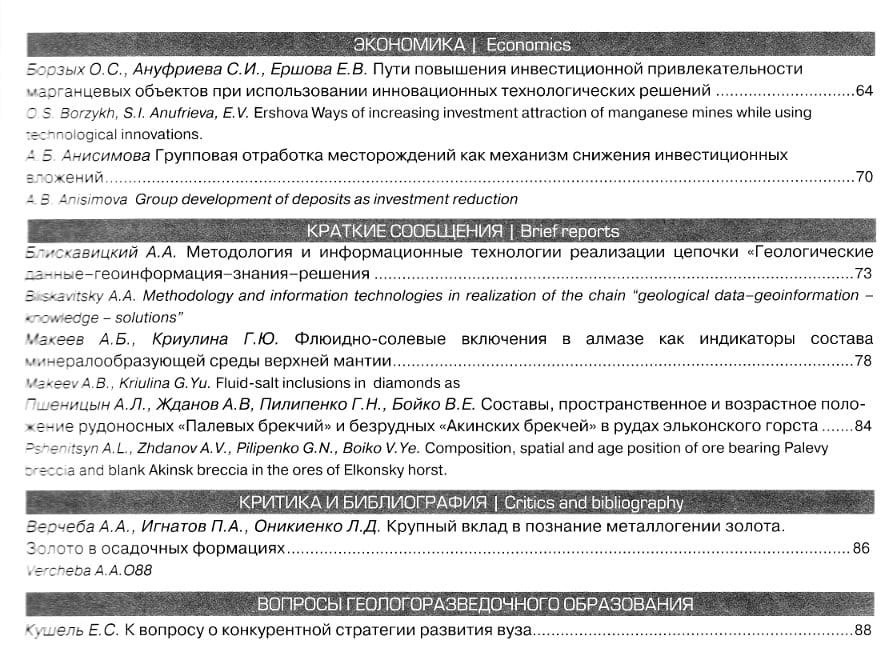 ЭКОНОМИКА | Economics
Борзых О.С., Ануфриева С.И., Ершова Е.В. Пути повышения инвестиционной привлекательности
марганцевых объектов при использовании инновационных технологических решений ....................64
O.S. Borzykh, S.I. Anufrieva, E.V. Ershova Ways of increasing investment attraction of manganese mines while using
technological innovations.
А.Б. Анисимова Групповая отработка месторождений как механизм снижения инвестиционных
вложений....................70
A.B. Anisimova Group development of deposits as investment reduction
КРАТКИЕ СООБЩЕНИЯ | Brief reports
Блискавицкий А.А. Методология и информационные технологии реализации цепочки «Геологические
данные–геоинформация–знания–решения ....................73
Bliskavitsky A.A. Methodology and information technologies in realization of the chain “geological data–geoinformation –
knowledge – solutions”
Макеев А.Б., Криулина Г.Ю. Флюидно-солевые включения в алмазе как индикаторы состава
минералообразующей среды верхней мантии....................78
Makeev A.B., Kriulina G.Yu. Fluid-salt inclusions in diamonds as
Пшеницын А.Л., Жданов А.В, Пилипенко Г.Н., Бойко В.Е. Составы, пространственное и возрастное поло-
жение рудоносных «Палевых брекчий» и безрудных «Акинских брекчей» в рудах эльконского горста .......84
Pshenitsyn A.L., Zhdanov A.V., Pilipenko G.N., Boiko V.Ye. Composition, spatial and age position of ore bearing Palevy
breccia and blank Akinsk breccia in the ores of Elkonsky horst.
КРИТИКА И БИБЛИОГРАФИЯ | Critics and bibliography
Верчеба А.А., Игнатов П.А., Оникиенко Л.Д. Крупный вклад в познание металлогении золота.
Золото в осадочных формациях....................86
Vercheba A.A.O88
ВОПРОСЫ ГЕОЛОГОРАЗВЕДОЧНОГО ОБРАЗОВАНИЯ
Кушель Е.С. К вопросу о конкурентной стратегии развития вуза....................88